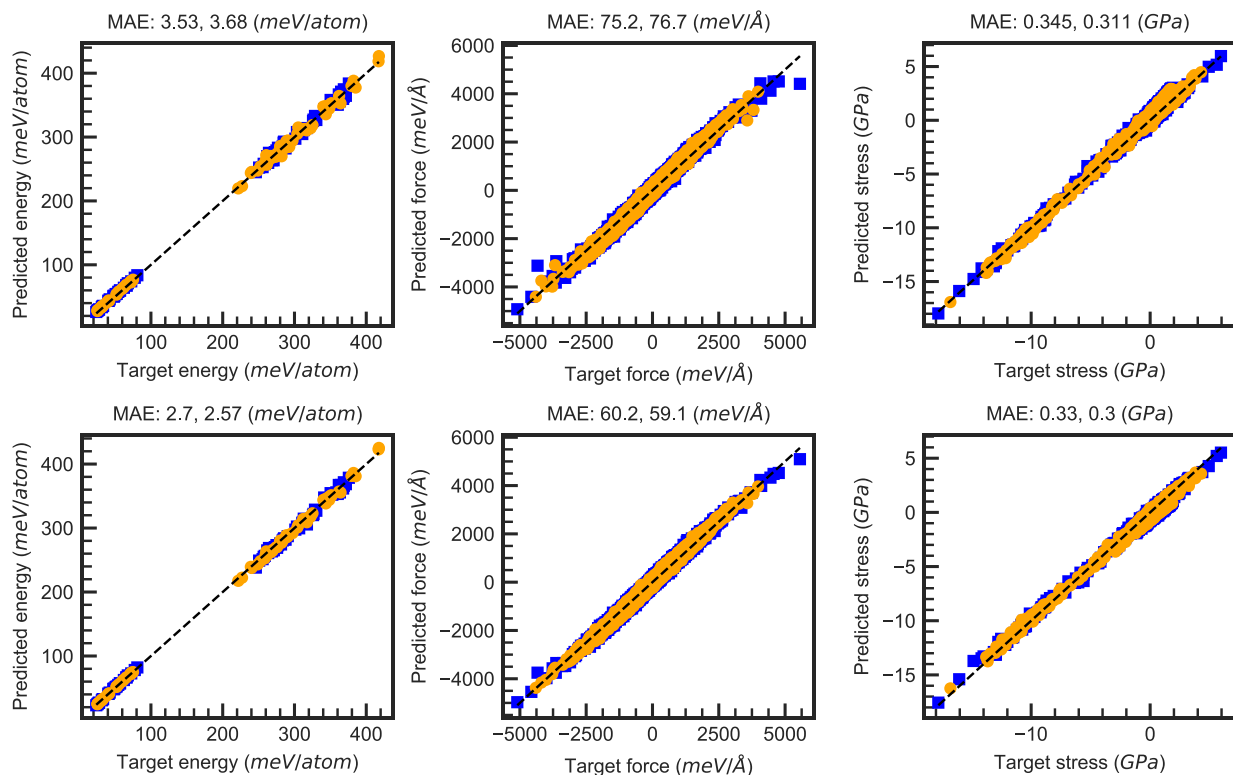 MAE: 3.53, 3.68 (meV/atom)
Predicted energy (meV/atom)
400
300
200
100
100
200
300
400
Target energy (meV/atom)
MAE: 75.2, 76.7 (meV/Å)
Predicted force (meV/Å)
6000
4000
2000
0
−2000
−4000
−5000
−2500
0
2500
5000
Target force (meV/Å)
MAE: 0.345, 0.311 (GPa)
Predicted stress (GPa)
5
0
−5
−10
−15
−10
0
Target stress (GPa)
MAE: 2.7, 2.57 (meV/atom)
Predicted energy (meV/atom)
400
300
200
100
100
200
300
400
Target energy (meV/atom)
MAE: 60.2, 59.1 (meV/Å)
Predicted force (meV/Å)
6000
4000
2000
0
−2000
−4000
−5000
−2500
0
2500
5000
Target force (meV/Å)
MAE: 0.33, 0.3 (GPa)
Predicted stress (GPa)
5
0
−5
−10
−15
−10
0
Target stress (GPa)